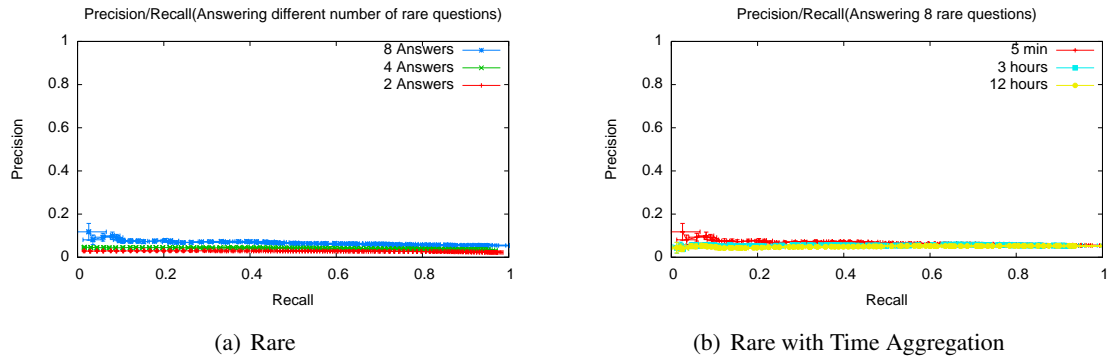 Precision/Recall(Answering different number of rare questions)
1
0.8
0.6
0.4
0.2
0
0
0.2
0.4
0.6
0.8
1
Precision
Recall
8 Answers
4 Answers
2 Answers
(a) Rare
Precision/Recall(Answering 8 rare questions)
1
0.8
0.6
0.4
0.2
0
0
0.2
0.4
0.6
0.8
1
Precision
Recall
5 min
3 hours
12 hours
(b) Rare with Time Aggregation